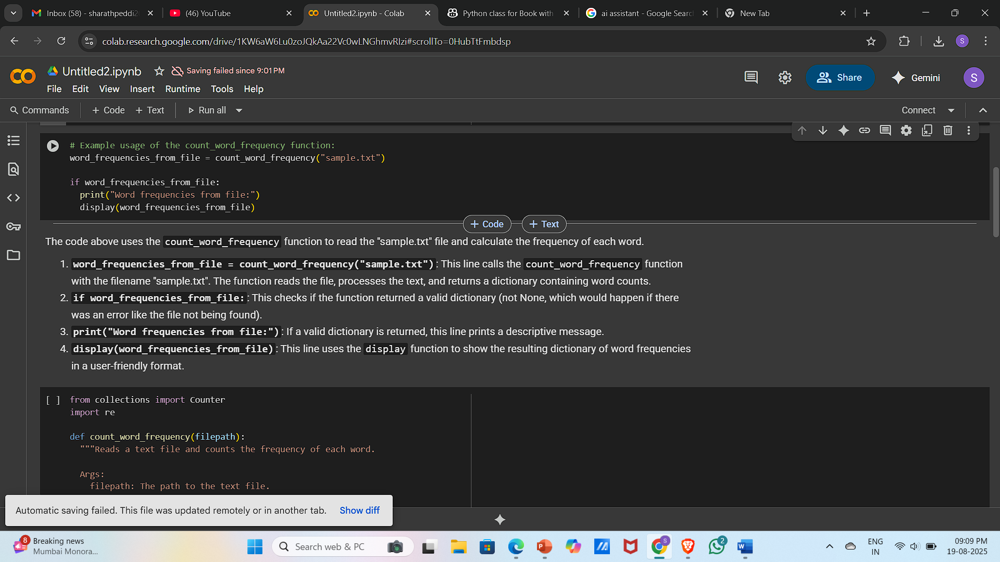 Inbox (58) - sharathpeddi2
(46) YouTube
Untitled2.ipynb - Colab
Python class for Book with
ai assistant - Google Searc
New Tab
colab.research.google.com/drive/1KW6aW6Lu0zoJQkAa22Vc0wLNGhmvRIzi#scrollTo=0HubTtFmbdsp
S
CO
Untitled2.ipynb
Saving failed since 9:01 PM
File Edit View Insert Runtime Tools Help
Share
Gemini
S
Commands
+ Code + Text
Run all
Connect
# Example usage of the count_word_frequency function:
word_frequencies_from_file = count_word_frequency("sample.txt")
if word_frequencies_from_file:
print("Word frequencies from file:")
display(word_frequencies_from_file)
+ Code
+ Text
The code above uses the count_word_frequency function to read the "sample.txt" file and calculate the frequency of each word.
1. word_frequencies_from_file = count_word_frequency("sample.txt"): This line calls the count_word_frequency function
with the filename "sample.txt". The function reads the file, processes the text, and returns a dictionary containing word counts.
2. if word_frequencies_from_file:: This checks if the function returned a valid dictionary (not None, which would happen if there
was an error like the file not being found).
3. print("Word frequencies from file:"): If a valid dictionary is returned, this line prints a descriptive message.
4. display(word_frequencies_from_file): This line uses the display function to show the resulting dictionary of word frequencies
in a user-friendly format.
[ ] from collections import Counter
import re
def count_word_frequency(filepath):
"""Reads a text file and counts the frequency of each word.
Args:
filepath: The path to the text file.
Automatic saving failed. This file was updated remotely or in another tab. Show diff
8
Breaking news
Mumbai Monora...
Search web & PC
S
2
ENG
IN
09:09 PM
19-08-2025